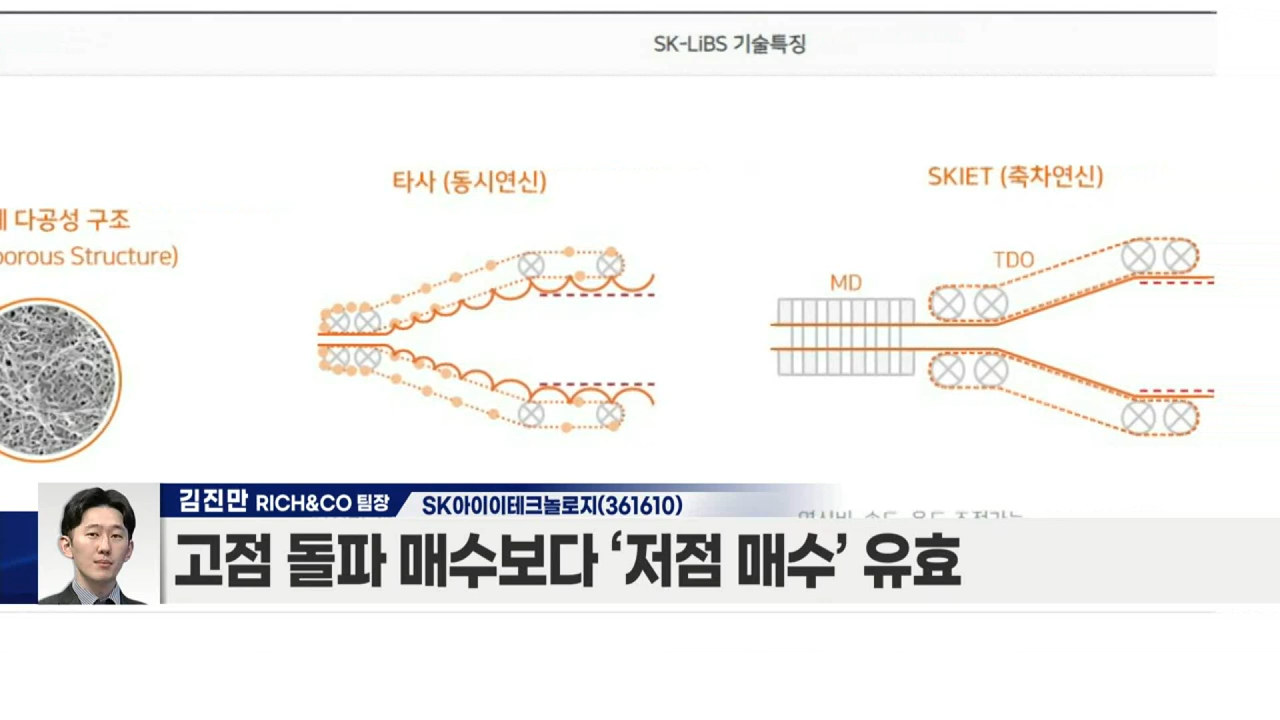 SK-LiBS 기술특징
타사 (동시연신)
SKIET (축차연신)
다공성 구조
Structure)
TDO
MD
김진만 RICH&CO 팀장
SK아이이테크놀로지(361610)
고점 돌파 매수보다 ‘저점 매수’ 유효